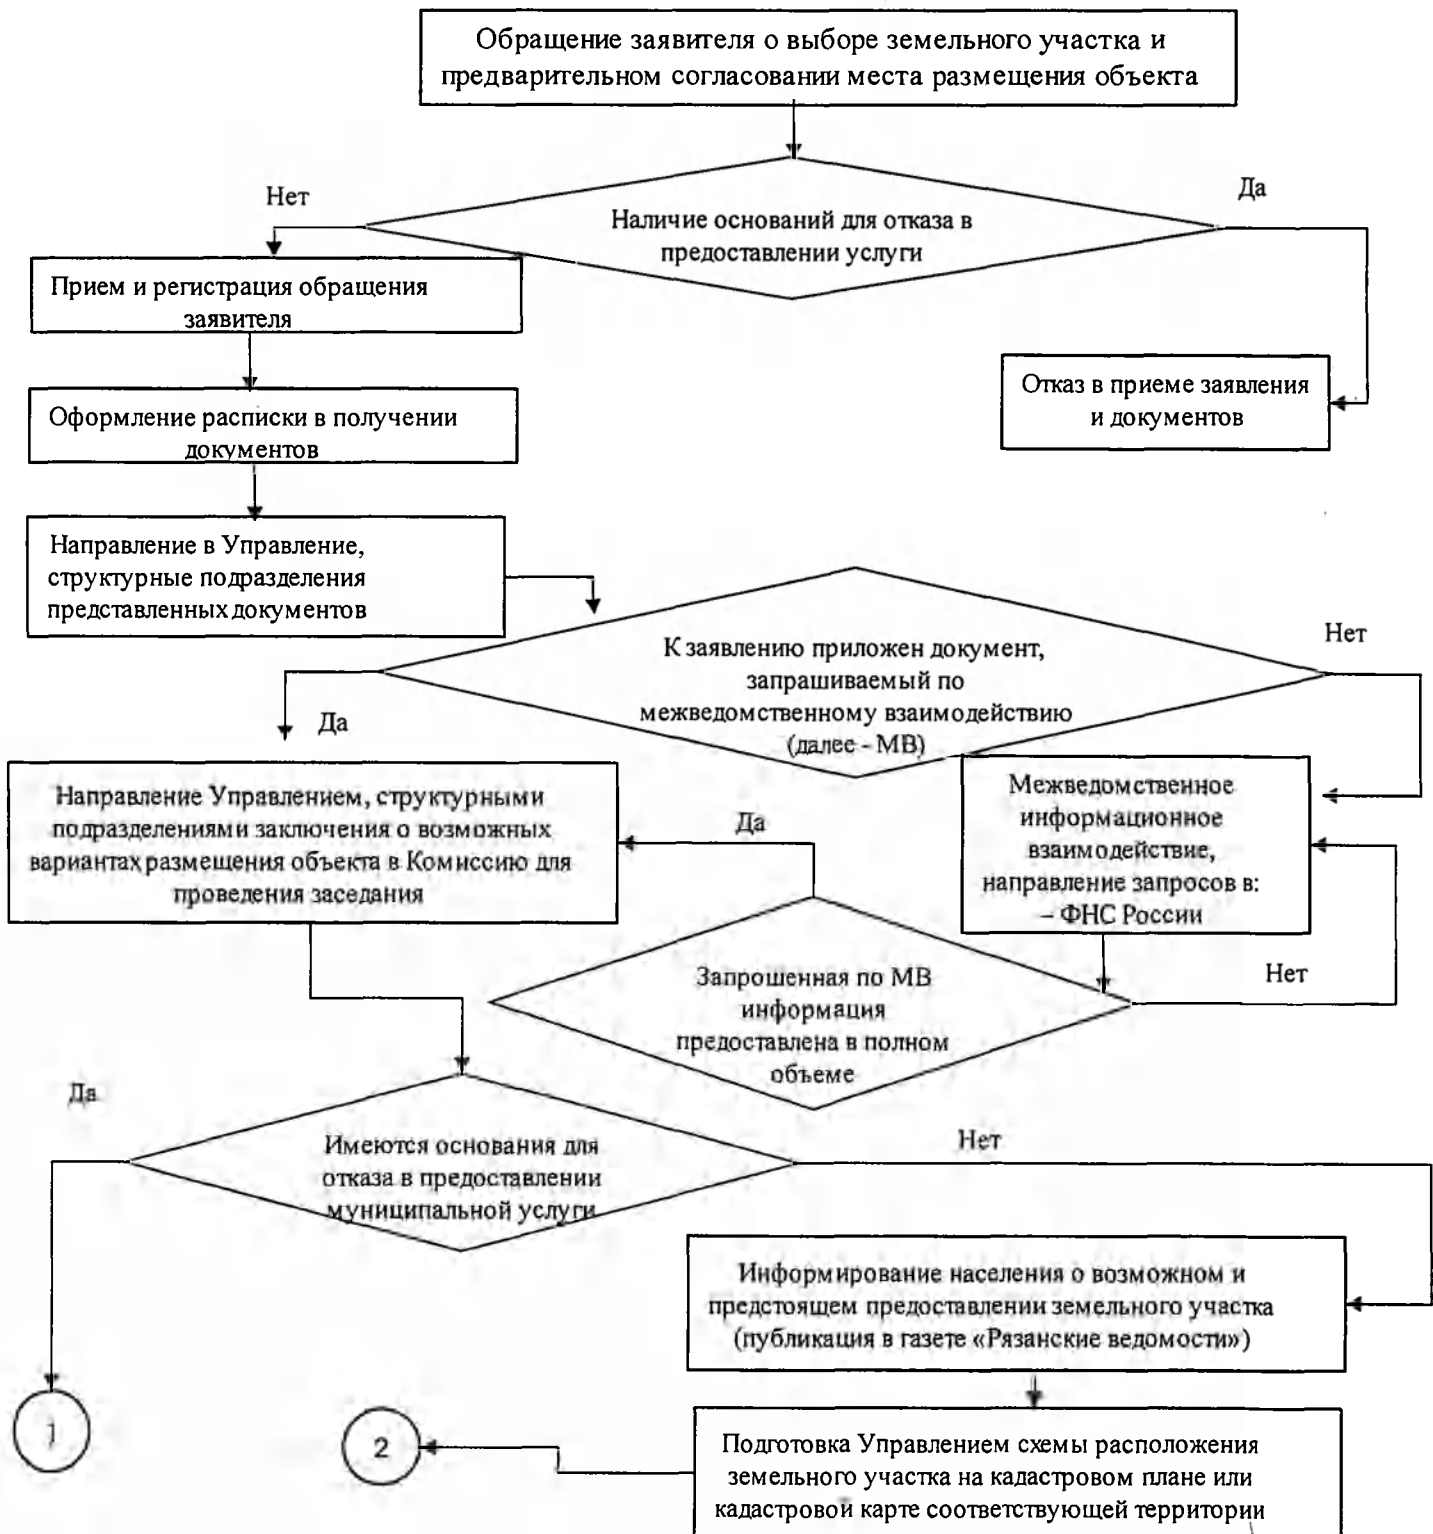 Обращение заявителя о выборе земельного участка и
предварительном согласовании места размещения объекта
Нет
Да
Наличие оснований для отказа в
предоставлении услуги
Прием и регистрация обращения
заявителя
Отказ в приеме заявления
и документов
Оформление расписки в получении
документов
Направление в Управление,
структурные подразделения
представленных документов
Нет
К заявлению приложен документ,
запрашиваемый по
межведомственному взаимодействию
(далее - МВ)
Да
Направление Управлением, структурными
подразделениями заключения о возможных
вариантах размещения объекта в Комиссию для
проведения заседания
Да
Межведомственное
информационное
взаимодействие,
направление запросов в:
– ФНС России
Запрошенная по МВ
информация
предоставлена в полном
объеме
Нет
Да
Имеются основания для
отказа в предоставлении
муниципальной услуги
Нет
Информирование населения о возможном и
предстоящем предоставлении земельного участка
(публикация в газете «Рязанские ведомости»)
1
2
Подготовка Управлением схемы расположения
земельного участка на кадастровом плане или
кадастровой карте соответствующей территории